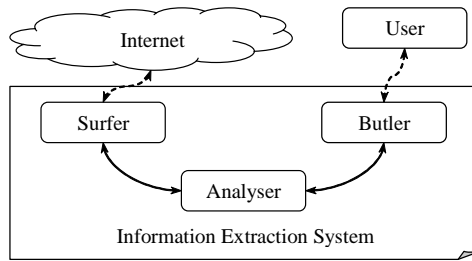 Internet
User
Surfer
Butler
Analyser
Information Extraction System